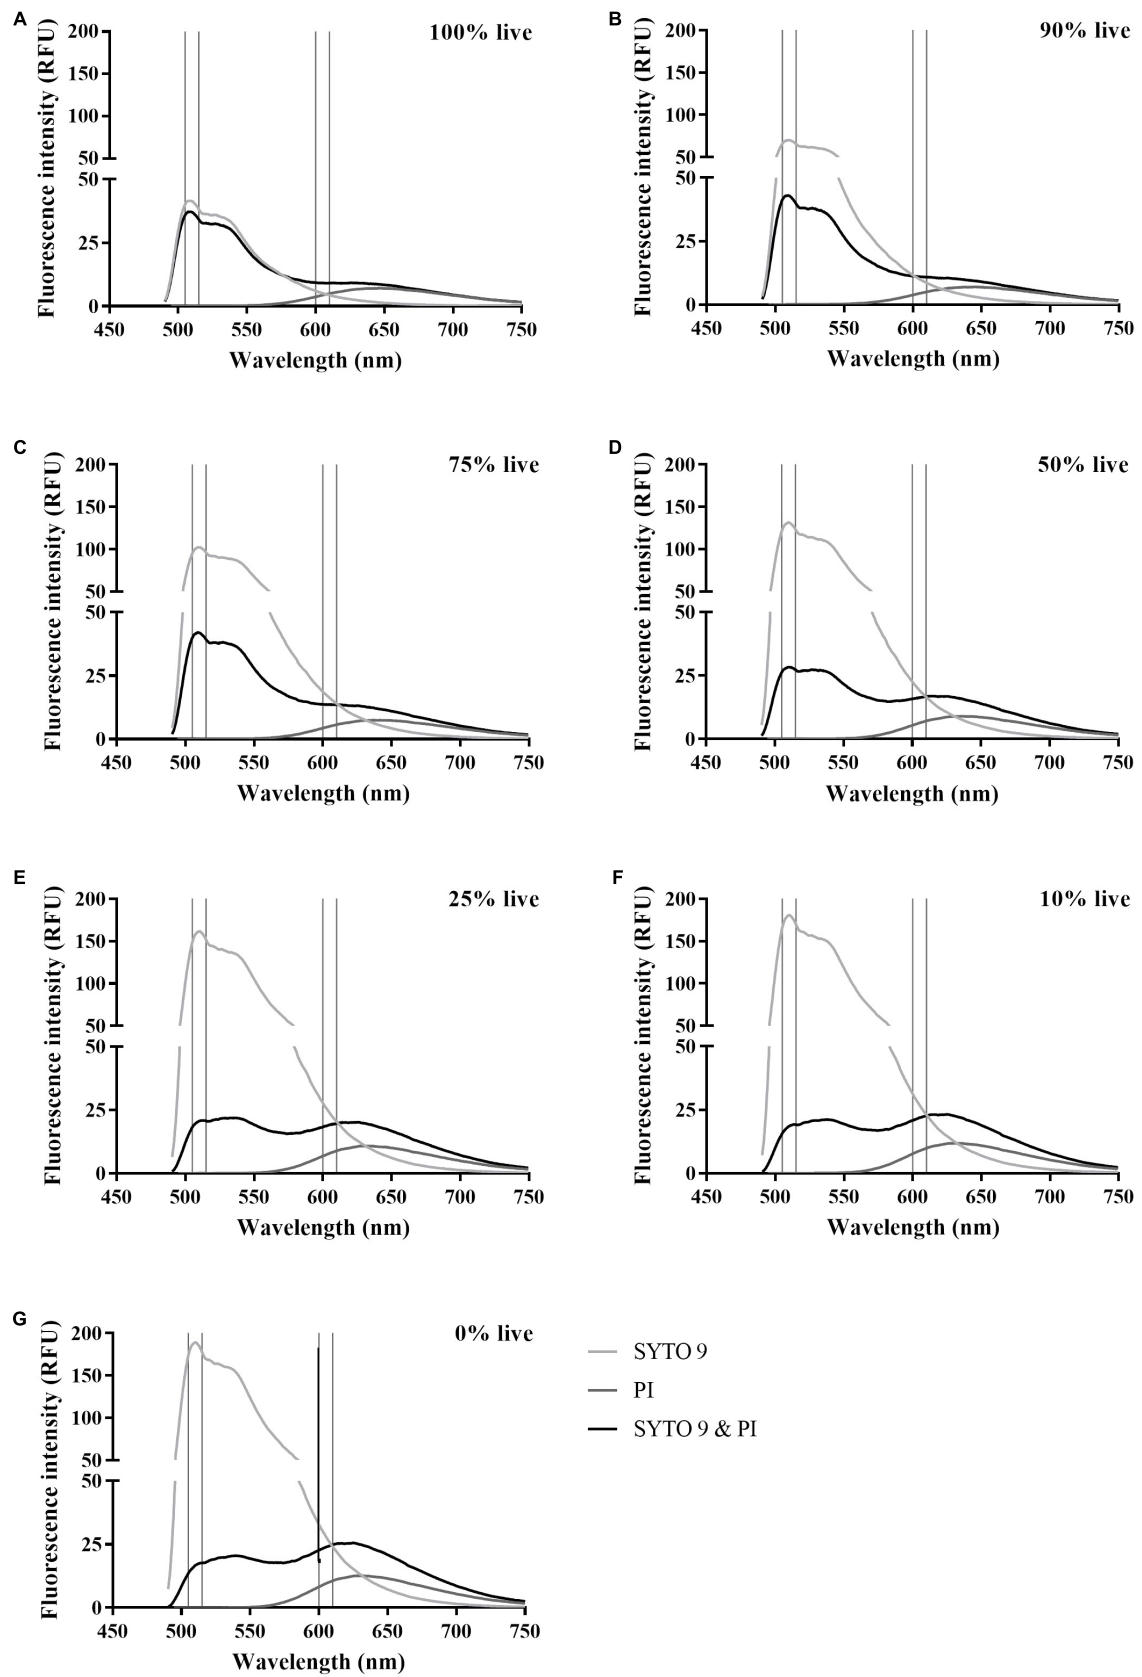 A
100% live
Fluorescence intensity (RFU)
200
150
100
50
50
25
0
450 500 550 600 650 700 750
Wavelength (nm)
B
90% live
Fluorescence intensity (RFU)
200
150
100
50
50
25
0
450 500 550 600 650 700 750
Wavelength (nm)
C
75% live
Fluorescence intensity (RFU)
200
150
100
50
50
25
0
450 500 550 600 650 700 750
Wavelength (nm)
D
50% live
Fluorescence intensity (RFU)
200
150
100
50
50
25
0
450 500 550 600 650 700 750
Wavelength (nm)
E
25% live
Fluorescence intensity (RFU)
200
150
100
50
50
25
0
450 500 550 600 650 700 750
Wavelength (nm)
F
10% live
Fluorescence intensity (RFU)
200
150
100
50
50
25
0
450 500 550 600 650 700 750
Wavelength (nm)
G
0% live
Fluorescence intensity (RFU)
200
150
100
50
50
25
0
450 500 550 600 650 700 750
Wavelength (nm)
SYTO 9
PI
SYTO 9 & PI